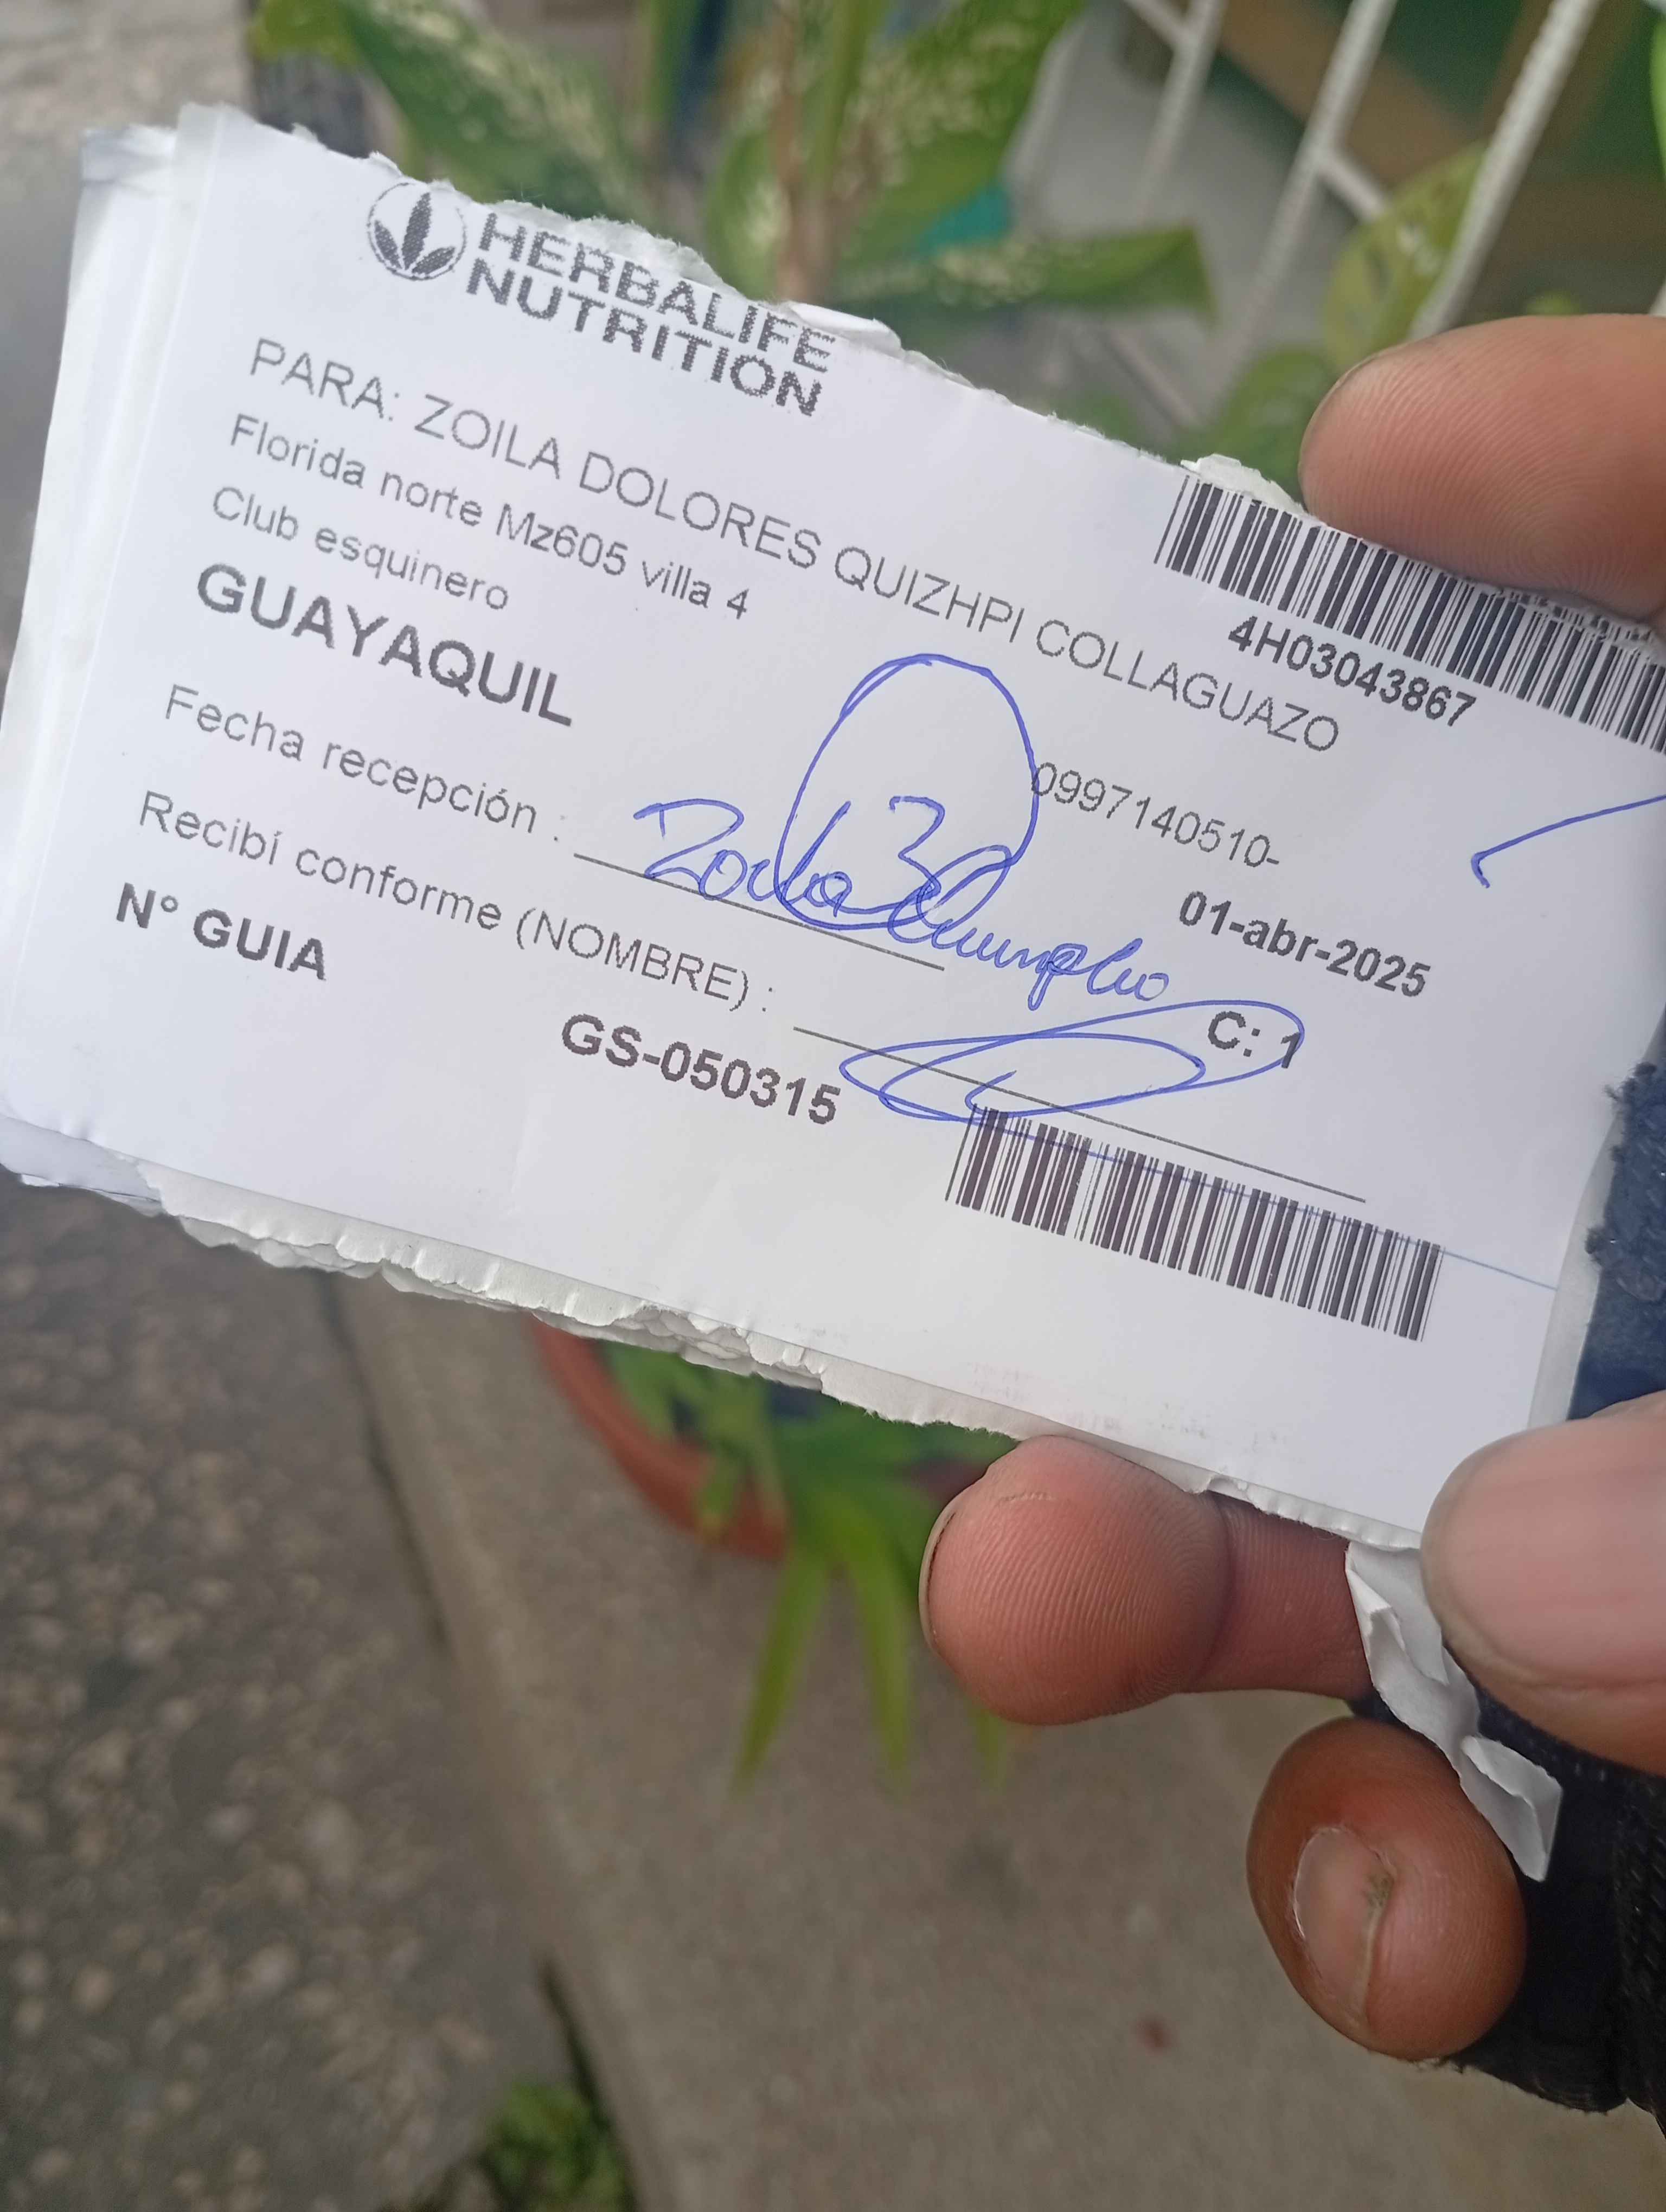 HERBALIFE
NUTRITION
4H03043867
PARA: ZOILA DOLORES QUIZHPI COLLAGUAZO
Florida norte Mz605 villa 4
Club esquinero
0997140510-
GUAYAQUIL
01-abr-2025
Fecha recepción :
Zoila
C: 1
Recibí conforme (NOMBRE) :
N° GUIA
GS-050315